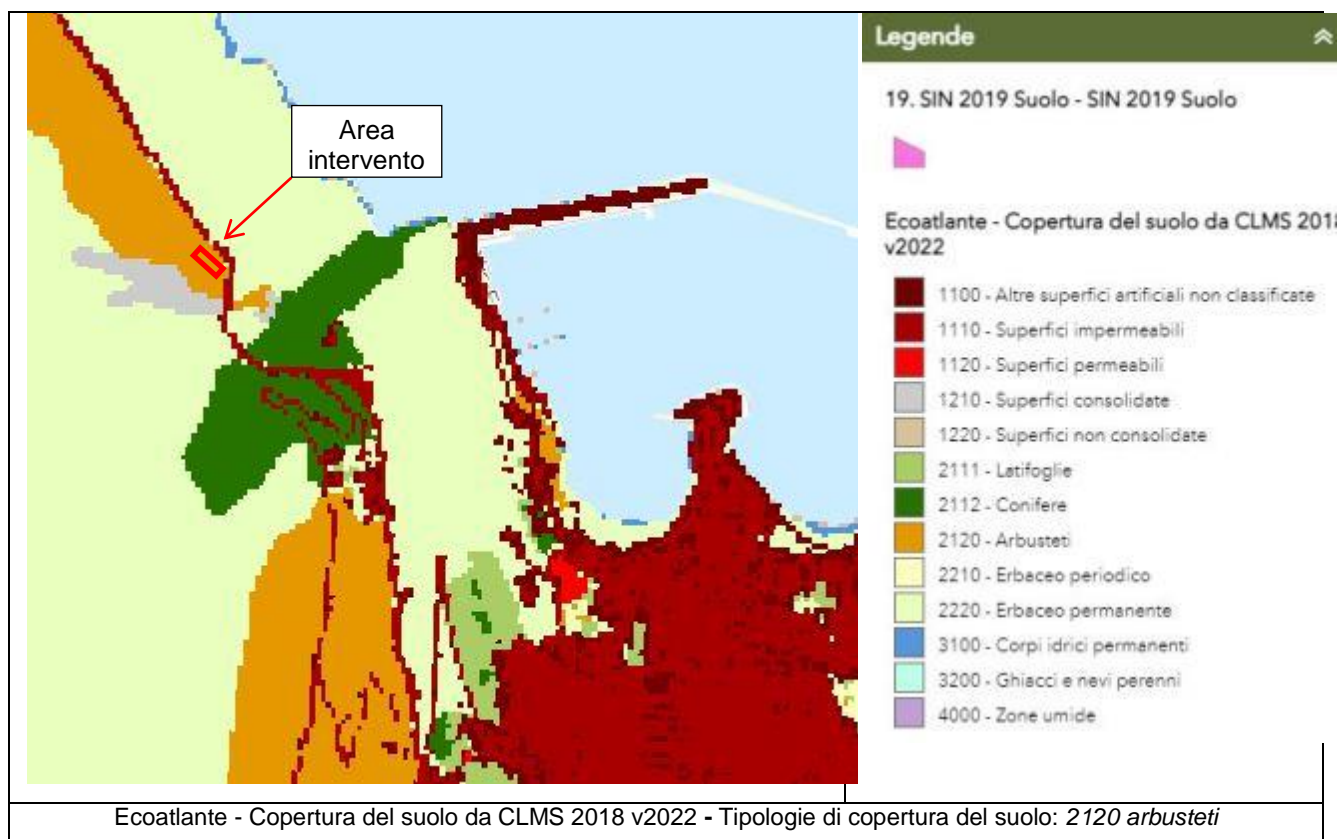 Area
intervento
Legende
19. SIN 2019 Suolo - SIN 2019 Suolo
Ecoatlante - Copertura del suolo da CLMS 2018
v2022
1100 - Altre superfici artificiali non classificate
1110 - Superfici impermeabili
1120 - Superfici permeabili
1210 - Superfici consolidate
1220 - Superfici non consolidate
2111 - Latifoglie
2112 - Conifere
2120 - Arbusteti
2210 - Erbaceo periodico
2220 - Erbaceo permanente
3100 - Corpi idrici permanenti
3200 - Ghiacci e nevi perenni
4000 - Zone umide
Ecoatlante - Copertura del suolo da CLMS 2018 v2022 - Tipologie di copertura del suolo: 2120 arbusteti